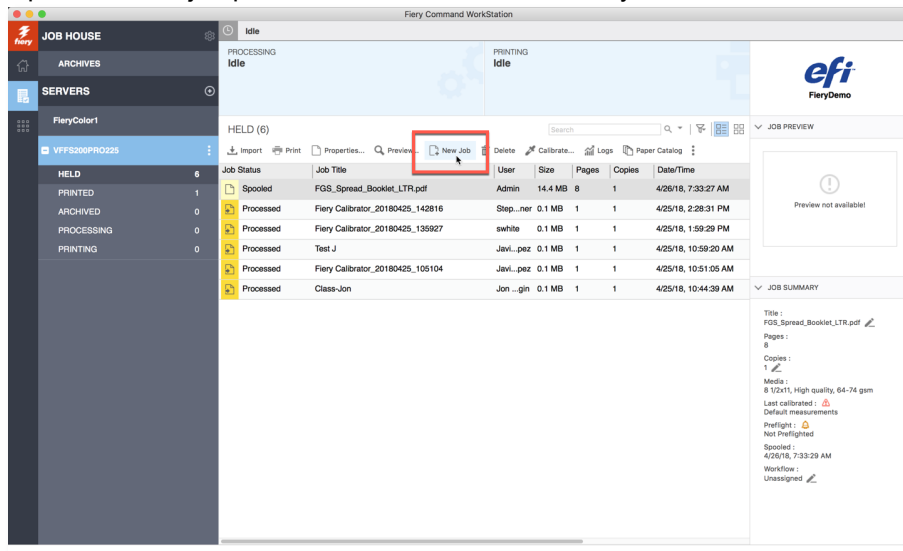 Fiery Command WorkStation
fiery
JOB HOUSE
ARCHIVES
SERVERS
FieryColor1
VFFS200PRO225
HELD 6
PRINTED 1
ARCHIVED 0
PROCESSING 0
PRINTING 0
Idle
PROCESSING
Idle
PRINTING
Idle
HELD (6)
Search
Import Print Properties... Preview... New Job Delete Calibrate... Logs Paper Catalog
Job Status Job Title User Size Pages Copies Date/Time
Spooled FGS_Spread_Booklet_LTR.pdf Admin 14.4 MB 8 1 4/26/18, 7:33:27 AM
Processed Fiery Calibrator_20180425_142816 Step...ner 0.1 MB 1 1 4/25/18, 2:28:31 PM
Processed Fiery Calibrator_20180425_135927 swhite 0.1 MB 1 1 4/25/18, 1:59:29 PM
Processed Test J Javi...pez 0.1 MB 1 1 4/25/18, 10:59:20 AM
Processed Fiery Calibrator_20180425_105104 Javi...pez 0.1 MB 1 1 4/25/18, 10:51:05 AM
Processed Class-Jon Jon ...gin 0.1 MB 1 1 4/25/18, 10:44:39 AM
efi
FieryDemo
JOB PREVIEW
Preview not available!
JOB SUMMARY
Title :
FGS_Spread_Booklet_LTR.pdf
Pages :
8
Copies :
1
Media :
8 1/2x11, High quality, 64-74 gsm
Last calibrated :
Default measurements
Preflight :
Not Preflighted
Spooled :
4/26/18, 7:33:29 AM
Workflow :
Unassigned